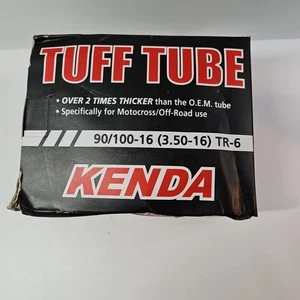 TUFF TUBE
• OVER 2 TIMES THICKER than the O.E.M. tube
• Specifically for Motocross/Off-Road use
90/100-16 (3.50-16) TR-6
KENDA